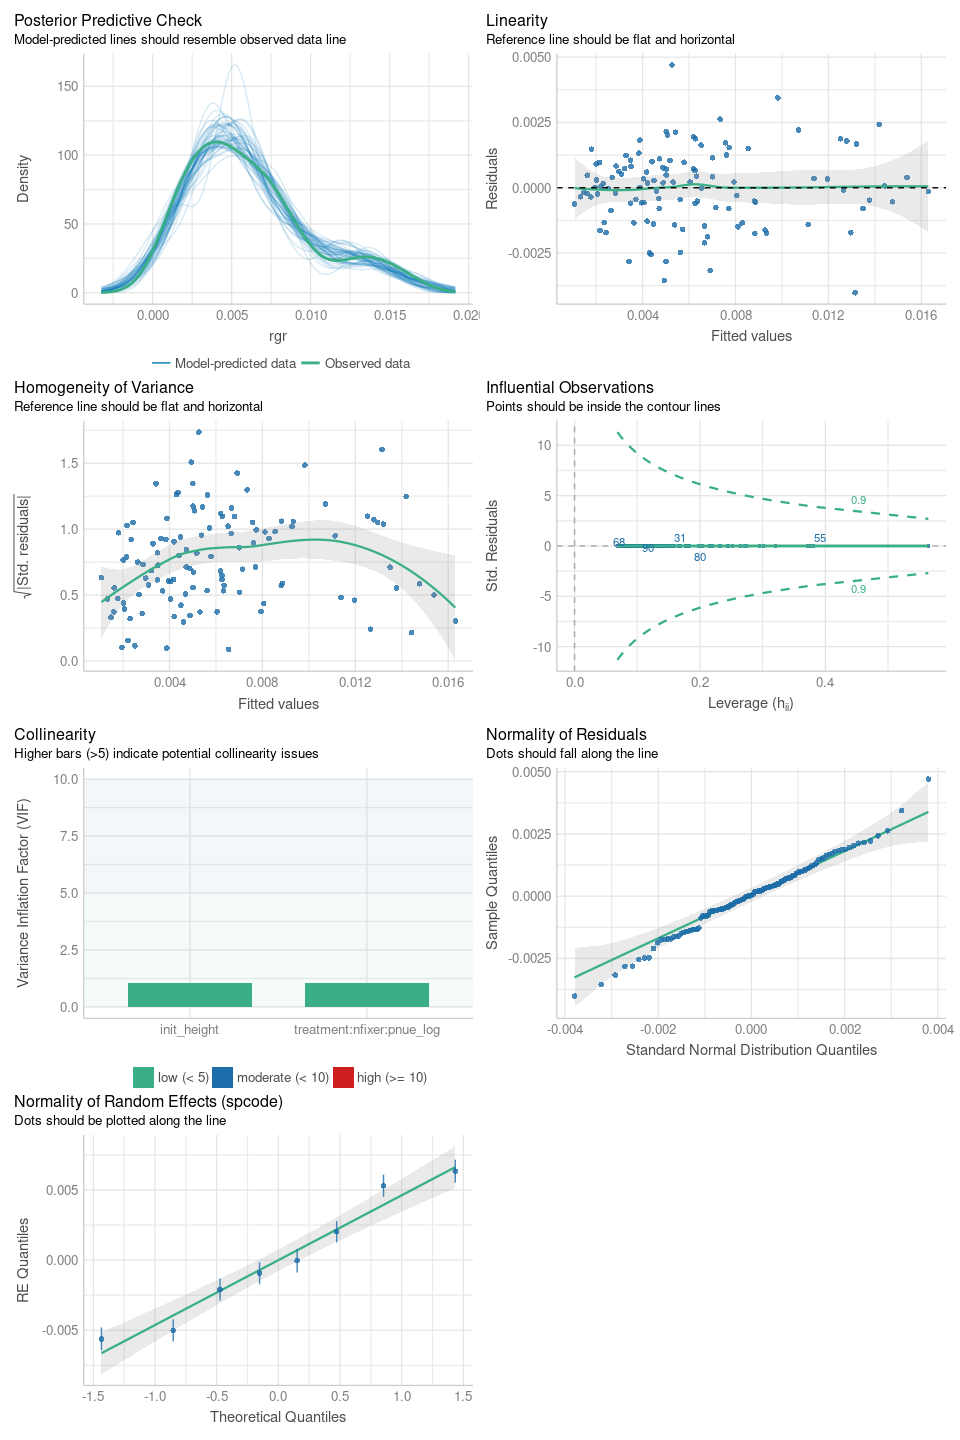 Posterior Predictive Check
Model-predicted lines should resemble observed data line
Density
150
100
50
0
0.000 0.005 0.010 0.015
rgr
Model-predicted data Observed data
Linearity
Reference line should be flat and horizontal
Residuals
0.0050
0.0025
0.0000
-0.0025
0.004 0.008 0.012 0.016
Fitted values
Homogeneity of Variance
Reference line should be flat and horizontal
√|Std. residuals|
1.5
1.0
0.5
0.0
0.004 0.008 0.012 0.016
Fitted values
Influential Observations
Points should be inside the contour lines
Std. Residuals
10
5
0
-5
-10
0.9
68
31
55
80
0.9
0.0 0.2 0.4
Leverage (hii)
Collinearity
Higher bars (>5) indicate potential collinearity issues
Variance Inflation Factor (VIF)
10.0
7.5
5.0
2.5
0.0
init_height treatment:nfixer:pnue_log
low (< 5) moderate (< 10) high (>= 10)
Normality of Residuals
Dots should fall along the line
Sample Quantiles
0.0050
0.0025
0.0000
-0.0025
-0.004 -0.002 0.000 0.002 0.004
Standard Normal Distribution Quantiles
Normality of Random Effects (spcode)
Dots should be plotted along the line
RE Quantiles
0.005
0.000
-0.005
-1.5 -1.0 -0.5 0.0 0.5 1.0 1.5
Theoretical Quantiles